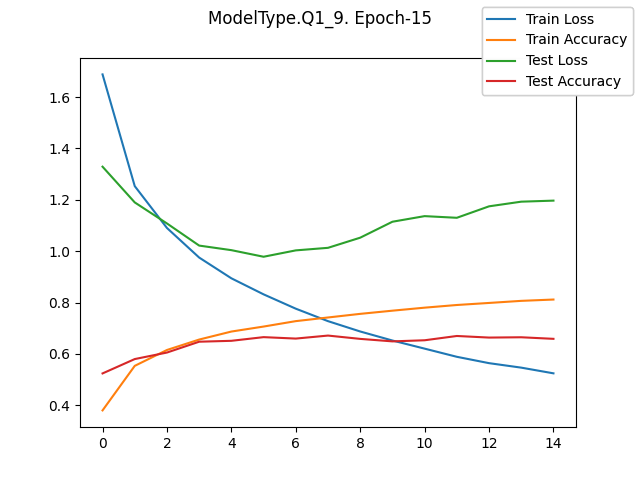 ModelType.Q1_9. Epoch-15
Train Loss
Train Accuracy
Test Loss
Test Accuracy
1.6
1.4
1.2
1.0
0.8
0.6
0.4
0 2 4 6 8 10 12 14